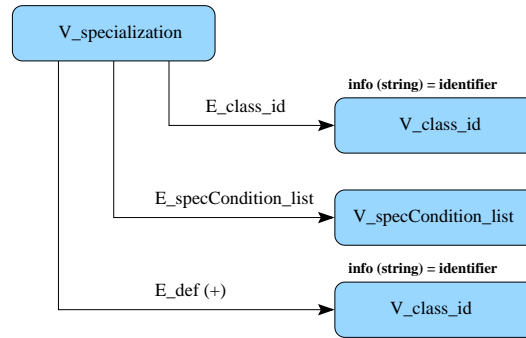 V_specialization
info (string) = identifier
E_class_id
V_class_id
E_specCondition_list
V_specCondition_list
info (string) = identifier
E_def (+)
V_class_id